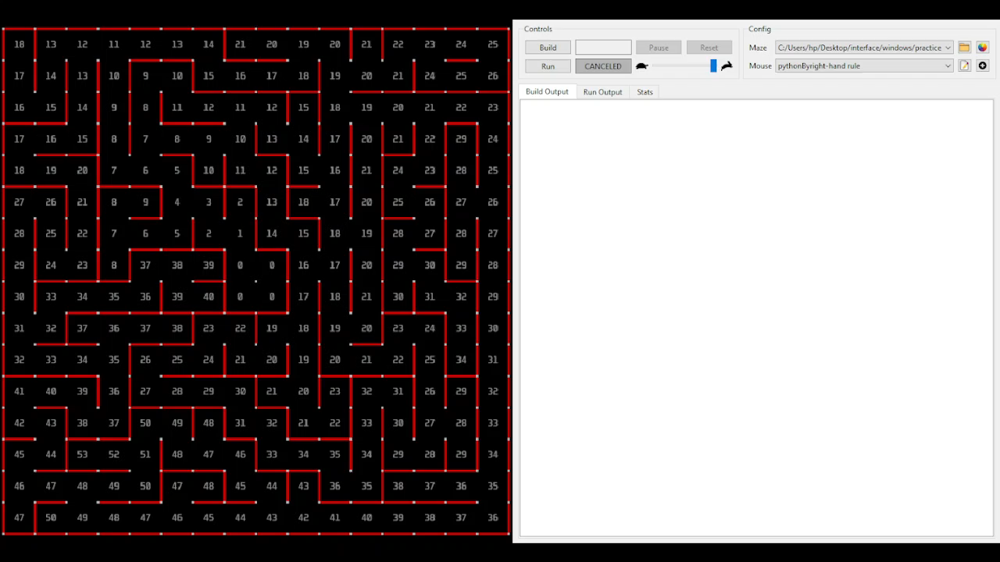 Controls
Config
Build
Pause
Reset
Maze
C:/Users/hp/Desktop/interface/windows/practice
Run
CANCELED
Mouse
pythonByright-hand rule
Build Output
Run Output
Stats
18 13 12 11 12 13 14 21 20 19 20 21 22 23 24 25
17 14 13 10 9 10 15 16 17 18 19 20 21 24 25 26
16 15 14 9 8 11 12 11 12 15 18 19 20 21 22 23
17 16 15 8 7 8 9 10 13 14 17 20 21 22 29 24
18 19 20 7 6 5 10 11 12 15 16 21 24 23 28 25
27 26 21 8 9 4 3 2 13 18 17 20 25 26 27 26
28 25 22 7 6 5 2 1 14 15 18 19 28 27 28 27
29 24 23 8 37 38 39 0 0 16 17 20 29 30 29 28
30 33 34 35 36 39 40 0 0 17 18 21 30 31 32 29
31 32 37 36 37 38 23 22 19 18 19 20 23 24 33 30
32 33 34 35 26 25 24 21 20 19 20 21 22 25 34 31
41 40 39 36 27 28 29 30 21 20 23 32 31 26 29 32
42 43 38 37 50 49 48 31 32 21 22 33 30 27 28 33
45 44 53 52 51 48 47 46 33 34 35 34 29 28 29 34
46 47 48 49 50 47 48 45 44 43 36 35 38 37 36 35
47 50 49 48 47 46 45 44 43 42 41 40 39 38 37 36